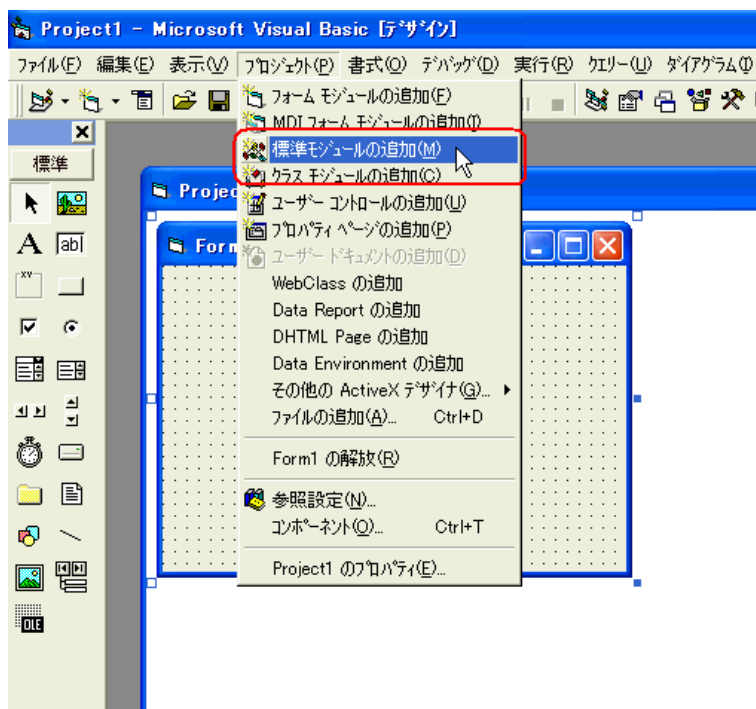 Project1 - Microsoft Visual Basic [ﾃﾞｻﾞｲﾝ]
ﾌｧｲﾙ(F) 編集(E) 表示(V) ﾌﾟﾛｼﾞｪｸﾄ(P) 書式(O) ﾃﾞﾊﾞｯｸﾞ(D) 実行(R) ｸｴﾘｰ(U) ﾀﾞｲｱｸﾞﾗﾑ(I)
標準
ﾌｫｰﾑ ﾓｼﾞｭｰﾙの追加(F)
MDI ﾌｫｰﾑ ﾓｼﾞｭｰﾙの追加(I)
標準ﾓｼﾞｭｰﾙの追加(M)
ｸﾗｽ ﾓｼﾞｭｰﾙの追加(C)
ﾕｰｻﾞｰ ｺﾝﾄﾛｰﾙの追加(U)
ﾌﾟﾛﾊﾟﾃｨ ﾍﾟｰｼﾞの追加(P)
ﾕｰｻﾞｰ ﾄﾞｷｭﾒﾝﾄの追加(D)
WebClass の追加
Data Report の追加
DHTML Page の追加
Data Environment の追加
その他の ActiveX ﾃﾞｻﾞｲﾅ(G)...
ﾌｧｲﾙの追加(A)... Ctrl+D
Form1 の解放(R)
参照設定(N)...
ｺﾝﾎﾟｰﾈﾝﾄ(O)... Ctrl+T
Project1 のﾌﾟﾛﾊﾟﾃｨ(E)...
Projec
Form
A
abl
XY
OLE